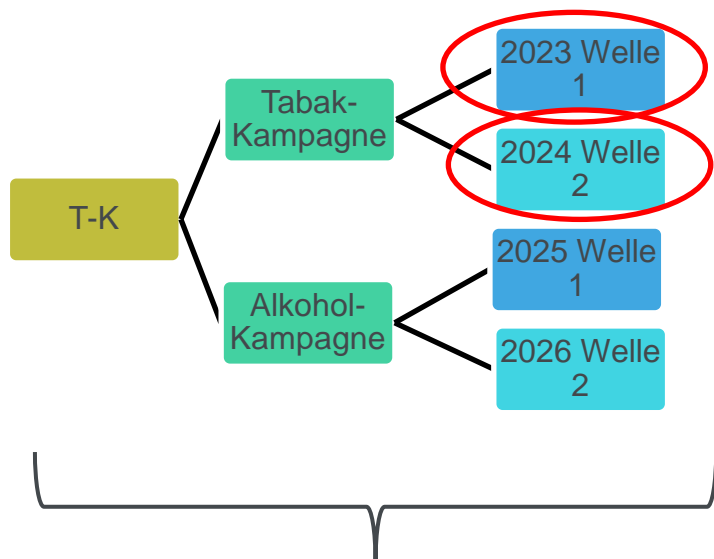 2023 Welle
1
Tabak-
Kampagne
2024 Welle
2
T-K
2025 Welle
1
Alkohol-
Kampagne
2026 Welle
2